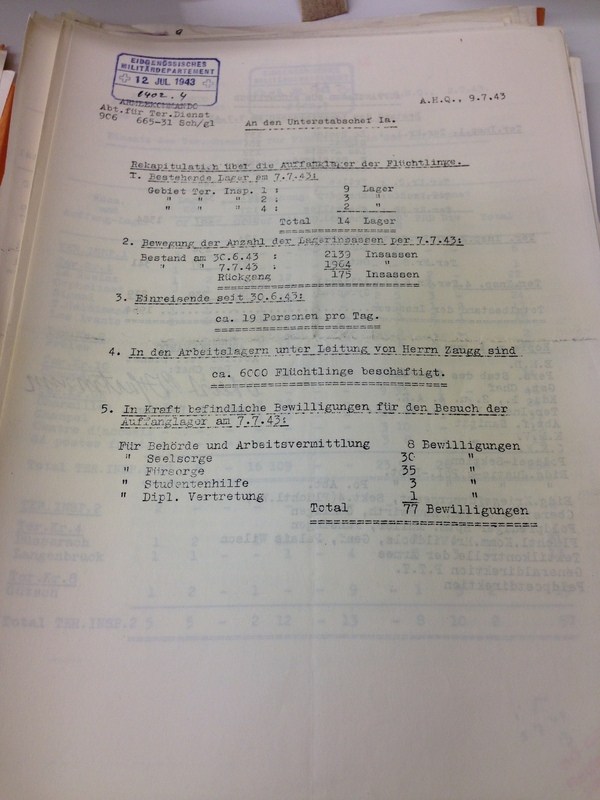 EIDGENÖSSISCHES
MILITÄRDEPARTEMENT
12 JUL 1943
ARMEEKOMMANDO
Abt.für Ter.Dienst
9C6 665-31 Sch/gl
A.H.Q., 9.7.43
An den Unterstabschef Ia.
Rekapitulation über die Auffanglager der Flüchtlinge.
1. Bestehende Lager am 7.7.43:
Gebiet Ter. Insp. 1 : 9 Lager
" " " 2 : 3 "
" " " 4 : 2 "
Total 14 Lager
2. Bewegung der Anzahl der Lagerinsassen per 7.7.43:
Bestand am 30.6.43 : 2139 Insassen
" " 7.7.43 : 1964 "
Rückgang 175 Insassen
3. Einreisende seit 30.6.43:
ca. 19 Personen pro Tag.
4. In den Arbeitslagern unter Leitung von Herrn Zaugg sind
ca. 6000 Flüchtlinge beschäftigt.
5. In Kraft befindliche Bewilligungen für den Besuch der
Auffanglager am 7.7.43:
Für Behörde und Arbeitsvermittlung 8 Bewilligungen
" Seelsorge 30 "
" Fürsorge 35 "
" Studentenhilfe 3 "
" Dipl. Vertretung 1 "
Total 77 Bewilligungen